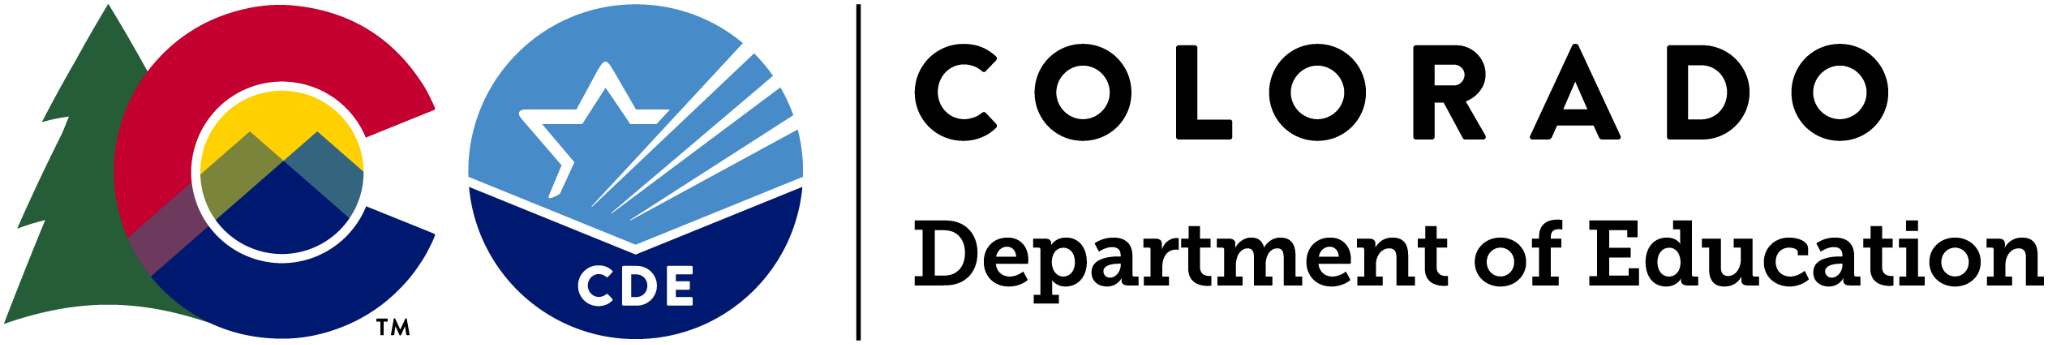 TM
CDE
COLORADO
Department of Education